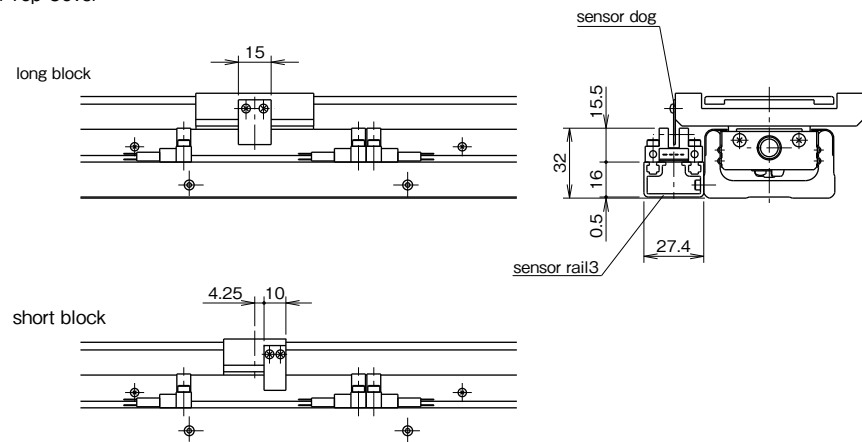 Top Cover
sensor dog
15
long block
15.5
32
16
0.5
27.4
sensor rail3
4.25 10
short block